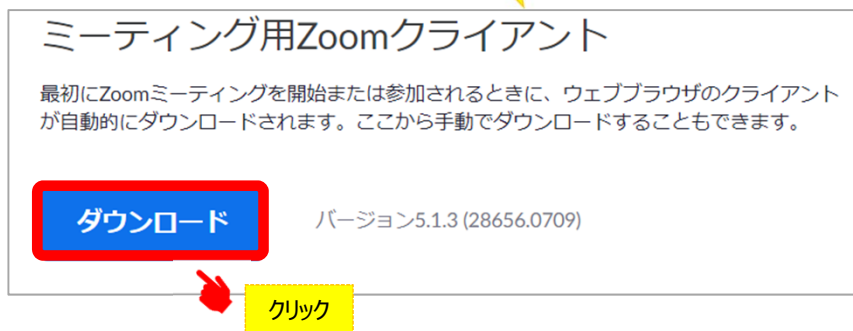 ミーティング用Zoomクライアント
最初にZoomミーティングを開始または参加されるときに、ウェブブラウザのクライアント
が自動的にダウンロードされます。ここから手動でダウンロードすることもできます。
ダウンロード
バージョン5.1.3 (28656.0709)
クリック